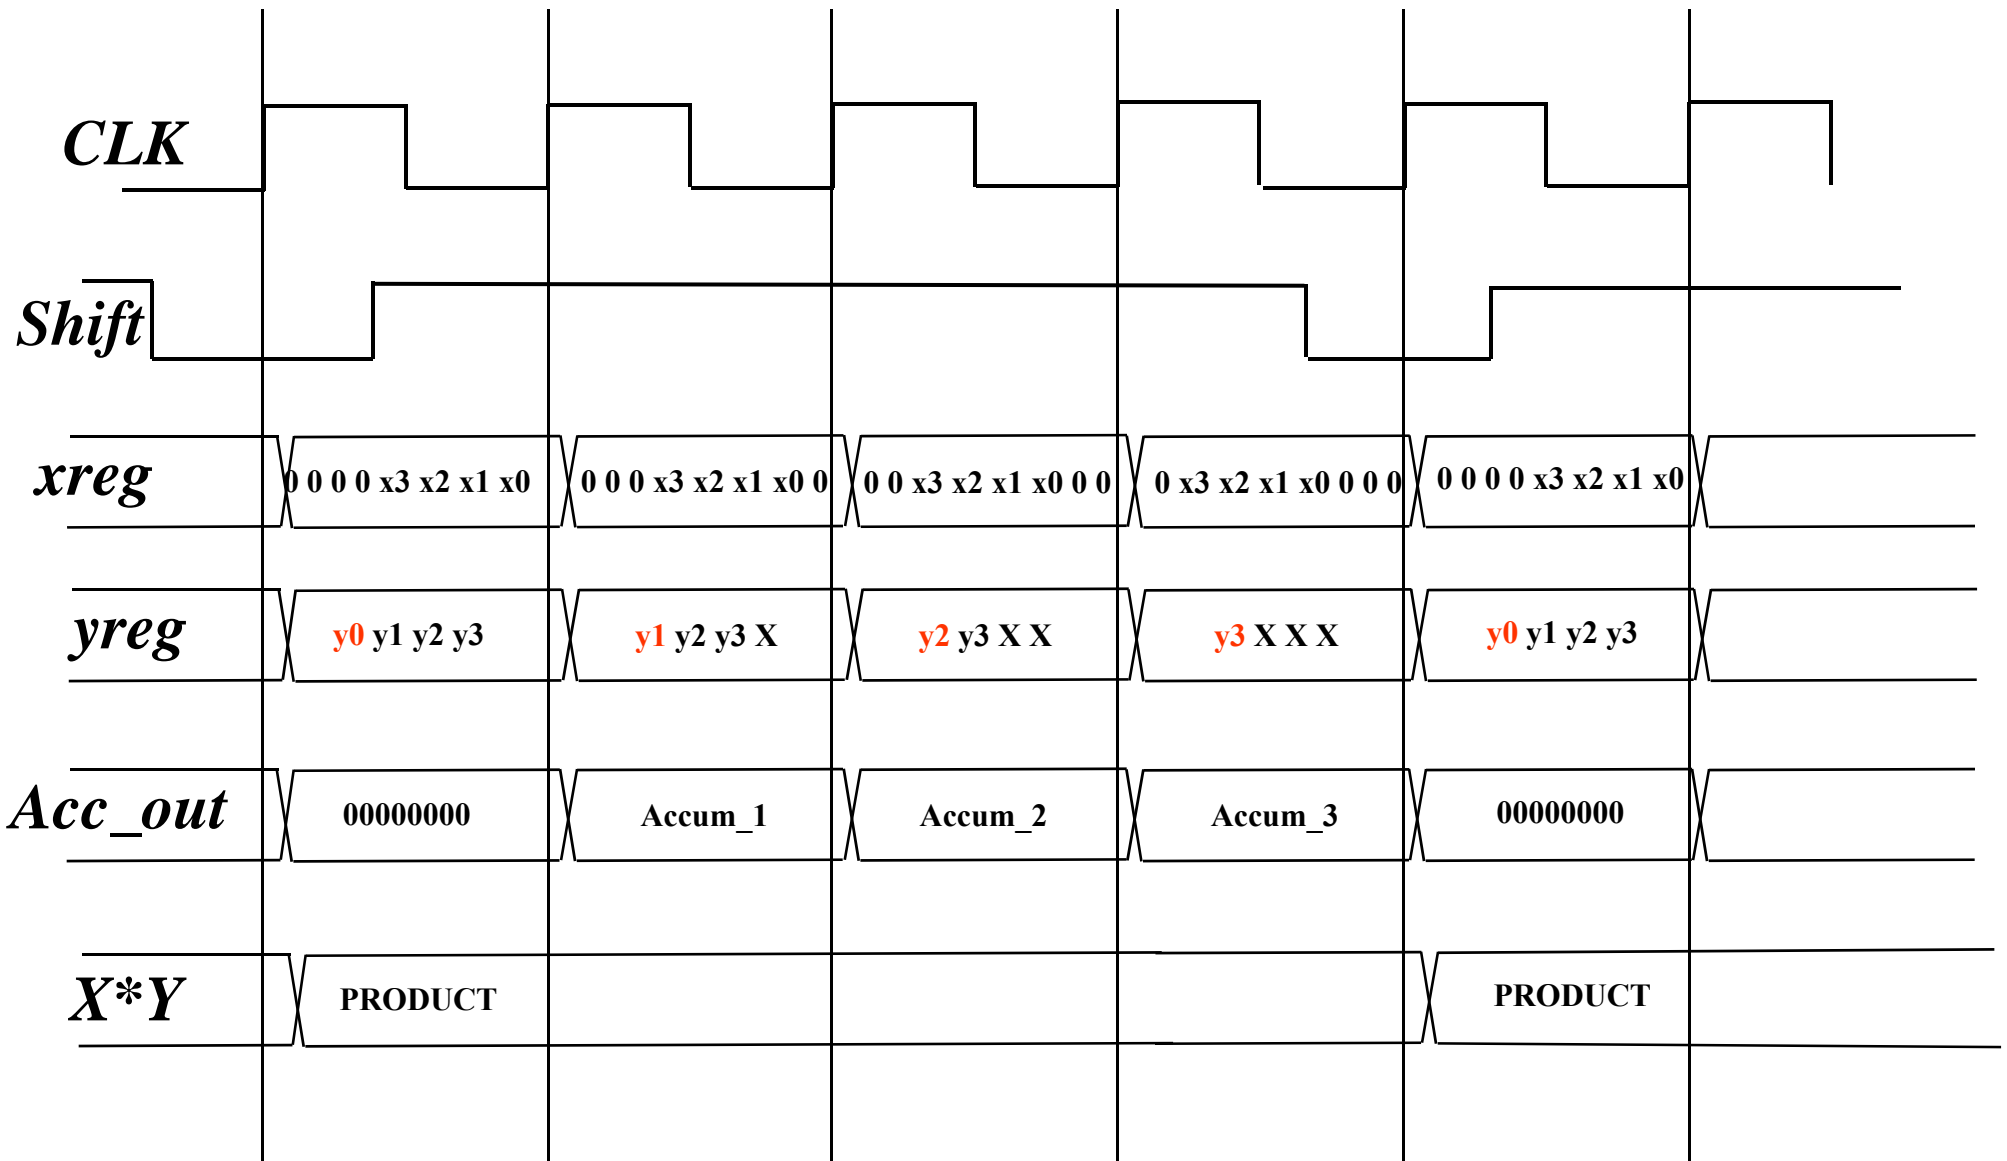 CLK
Shift
xreg 0 0 0 0 x3 x2 x1 x0 0 0 0 x3 x2 x1 x0 0 0 0 x3 x2 x1 x0 0 0 0 x3 x2 x1 x0 0 0 0 0 0 0 0 x3 x2 x1 x0
yreg y0 y1 y2 y3 y1 y2 y3 X y2 y3 X X y3 X X X y0 y1 y2 y3
Acc_out 00000000 Accum_1 Accum_2 Accum_3 00000000
X*Y PRODUCT PRODUCT